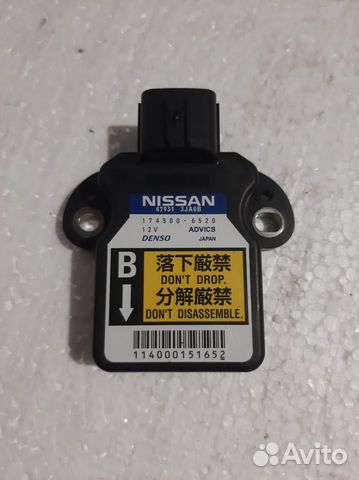 NISSAN
47931 3JA0B
174500-6520
12V ADVICS
DENSO JAPAN
B
落下厳禁
DON'T DROP.
分解厳禁
DON'T DISASSEMBLE.
114000151652
Avito